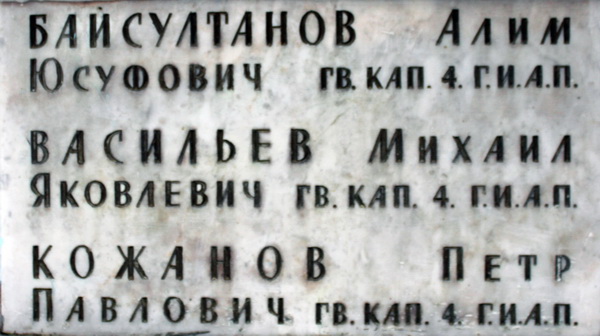 БАЙСУЛТАНОВ Алим
Юсуфович гв. кап. 4. Г.И.А.П.
ВАСИЛЬЕВ Михаил
Яковлевич гв. кап. 4. Г.И.А.П.
КОЖАНОВ Петр
Павлович гв. кап. 4. Г.И.А.П.